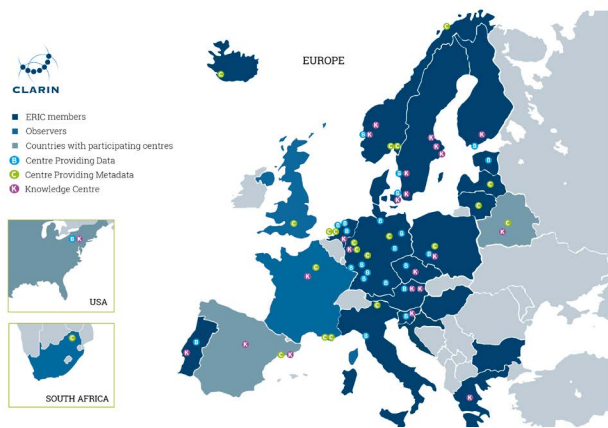 EUROPE
CLARIN
ERIC members
Observers
Countries with participating centres
B Centre Providing Data
C Centre Providing Metadata
K Knowledge Centre
USA
SOUTH AFRICA